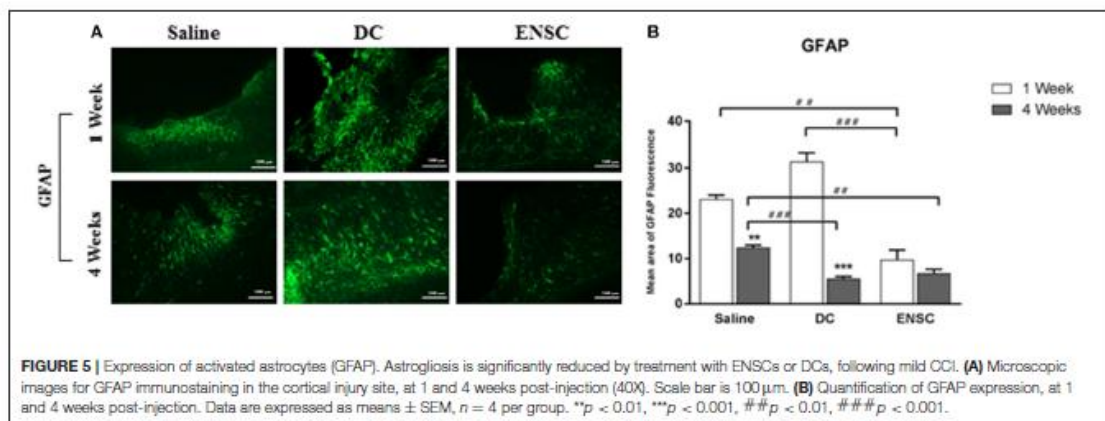 A
Saline
DC
ENSC
GFAP
1 Week
4 Weeks
B
GFAP
1 Week
4 Weeks
Mean area of GFAP Fluorescence
40
30
20
10
0
##
###
##
###
**
***
Saline
DC
ENSC
FIGURE 5 | Expression of activated astrocytes (GFAP). Astrogliosis is significantly reduced by treatment with ENSCs or DCs, following mild CCI. (A) Microscopic
images for GFAP immunostaining in the cortical injury site, at 1 and 4 weeks post-injection (40X). Scale bar is 100 μm. (B) Quantification of GFAP expression, at 1
and 4 weeks post-injection. Data are expressed as means ± SEM, n = 4 per group. **p < 0.01, ***p < 0.001, ##p < 0.01, ###p < 0.001.